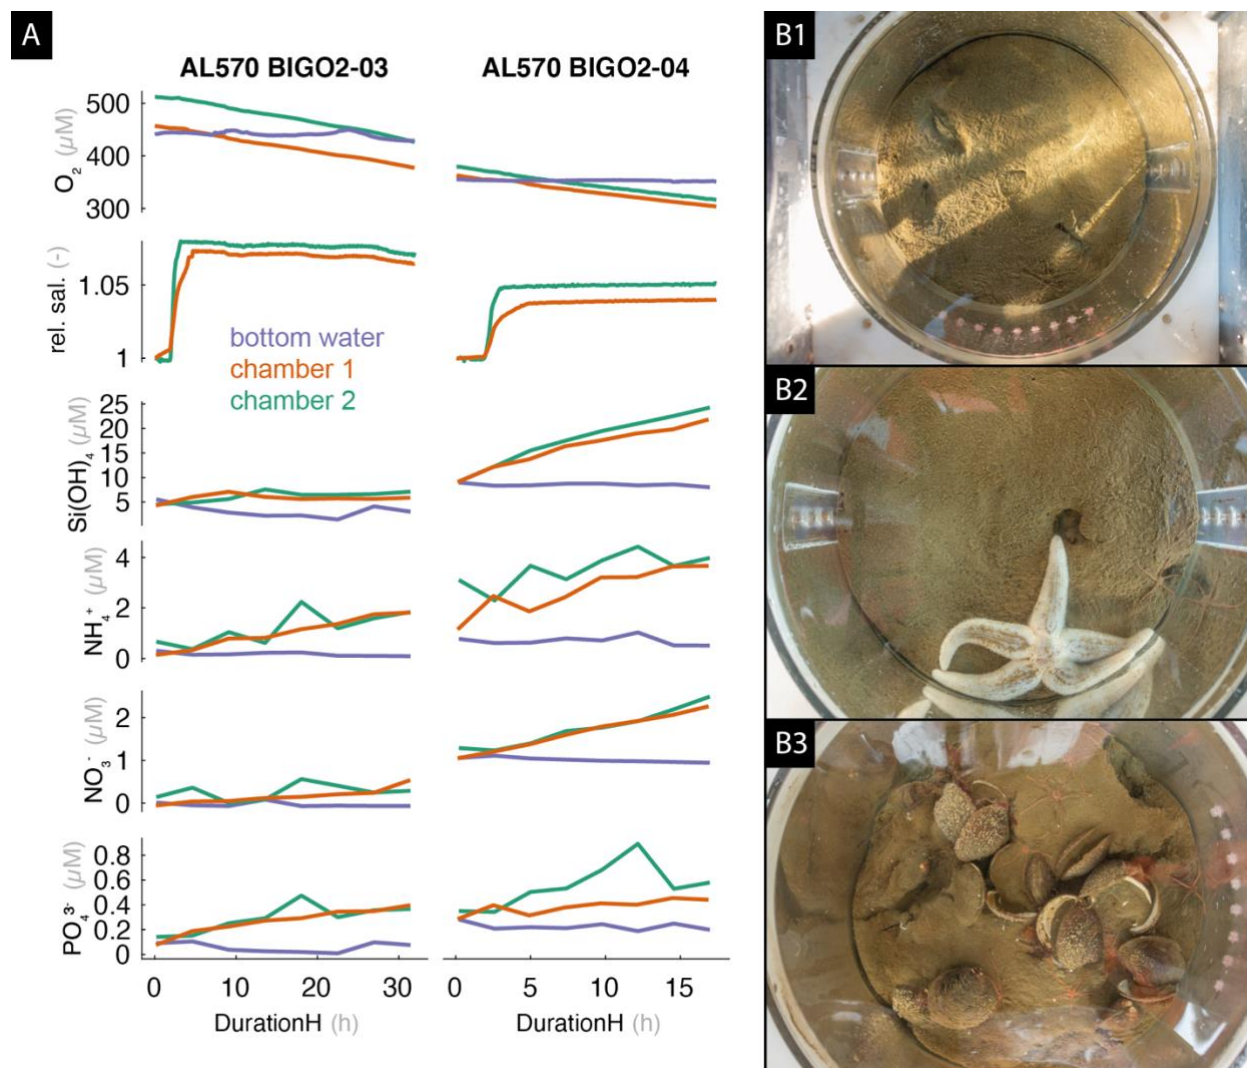 A
AL570 BIGO2-03
AL570 BIGO2-04
O₂ (µM)
500
400
300
rel. sal. (-)
1.05
1
bottom water
chamber 1
chamber 2
Si(OH)₄ (µM)
25
20
15
10
5
NH₄⁺ (µM)
4
2
0
NO₃⁻ (µM)
2
1
0
PO₄³⁻ (µM)
0.8
0.6
0.4
0.2
0
0 10 20 30
0 5 10 15
DurationH (h)
DurationH (h)
B1
B2
B3